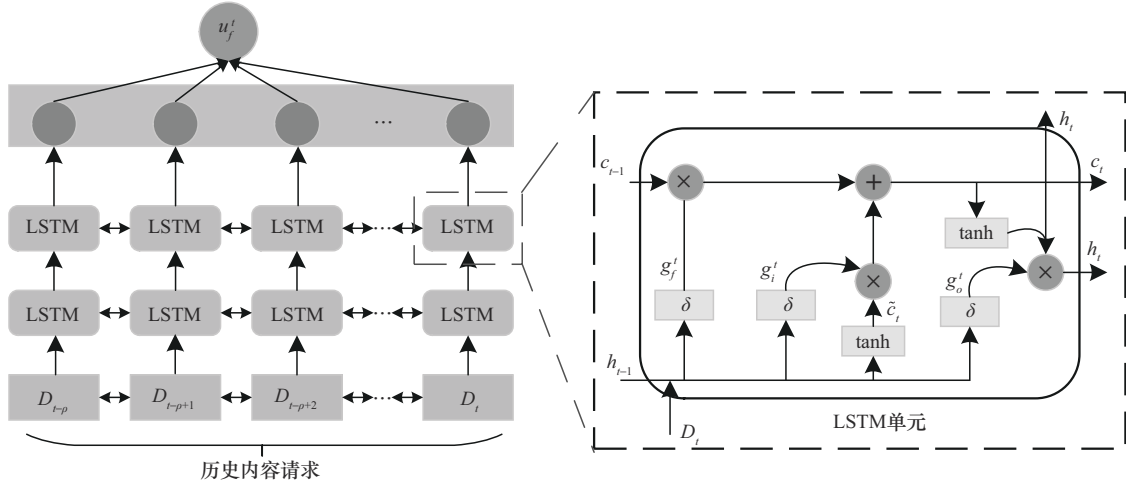 u_f^t
…
LSTM LSTM LSTM … LSTM
LSTM LSTM LSTM … LSTM
D_{t-ρ} D_{t-ρ+1} D_{t-ρ+2} … D_t
历史内容请求
h_t
c_{t-1} × + c_t
tanh
g_f^t g_i^t × g_o^t × h_t
δ δ c̃_t δ
tanh
h_{t-1}
D_t
LSTM单元